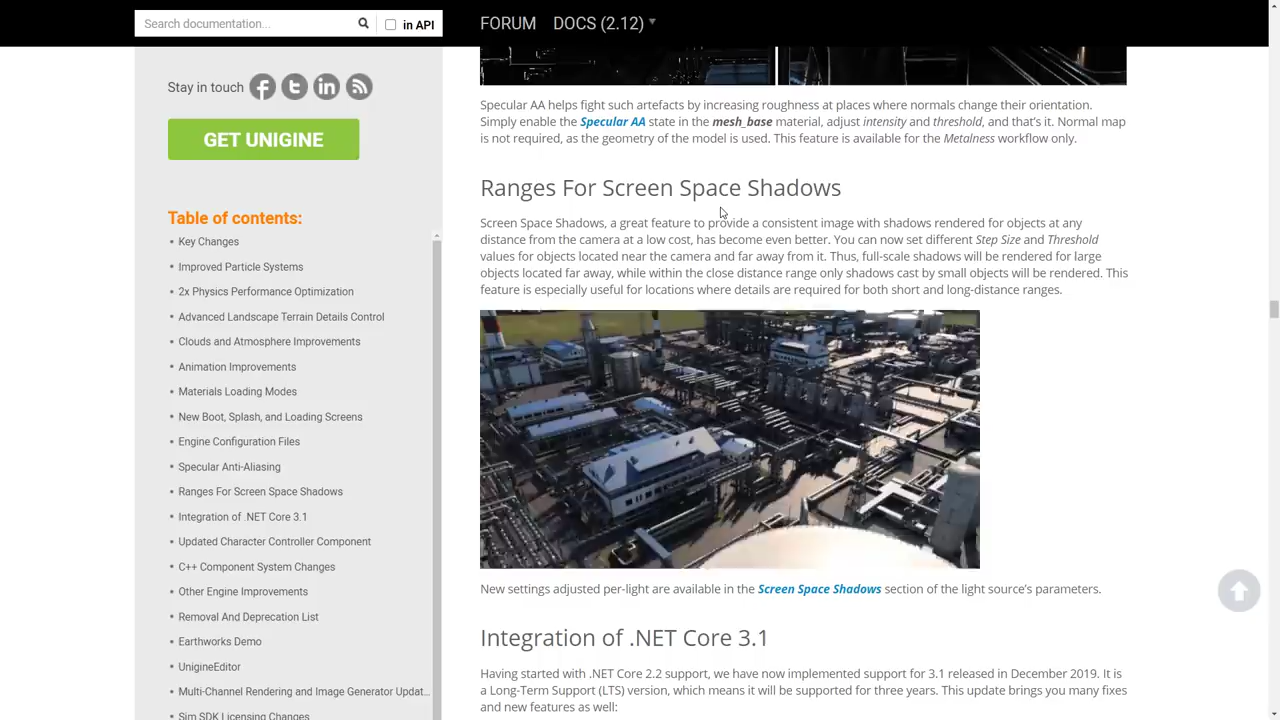 Search documentation...
in API
FORUM
DOCS (2.12)
Stay in touch
GET UNIGINE
Table of contents:
Key Changes
Improved Particle Systems
2x Physics Performance Optimization
Advanced Landscape Terrain Details Control
Clouds and Atmosphere Improvements
Animation Improvements
Materials Loading Modes
New Boot, Splash, and Loading Screens
Engine Configuration Files
Specular Anti-Aliasing
Ranges For Screen Space Shadows
Integration of .NET Core 3.1
Updated Character Controller Component
C++ Component System Changes
Other Engine Improvements
Removal And Deprecation List
Earthworks Demo
UnigineEditor
Multi-Channel Rendering and Image Generator Updat...
Sim SDK Licensing Changes
Specular AA helps fight such artefacts by increasing roughness at places where normals change their orientation.
Simply enable the Specular AA state in the mesh_base material, adjust intensity and threshold, and that's it. Normal map
is not required, as the geometry of the model is used. This feature is available for the Metalness workflow only.
Ranges For Screen Space Shadows
Screen Space Shadows, a great feature to provide a consistent image with shadows rendered for objects at any
distance from the camera at a low cost, has become even better. You can now set different Step Size and Threshold
values for objects located near the camera and far away from it. Thus, full-scale shadows will be rendered for large
objects located far away, while within the close distance range only shadows cast by small objects will be rendered. This
feature is especially useful for locations where details are required for both short and long-distance ranges.
New settings adjusted per-light are available in the Screen Space Shadows section of the light source's parameters.
Integration of .NET Core 3.1
Having started with .NET Core 2.2 support, we have now implemented support for 3.1 released in December 2019. It is
a Long-Term Support (LTS) version, which means it will be supported for three years. This update brings you many fixes
and new features as well: